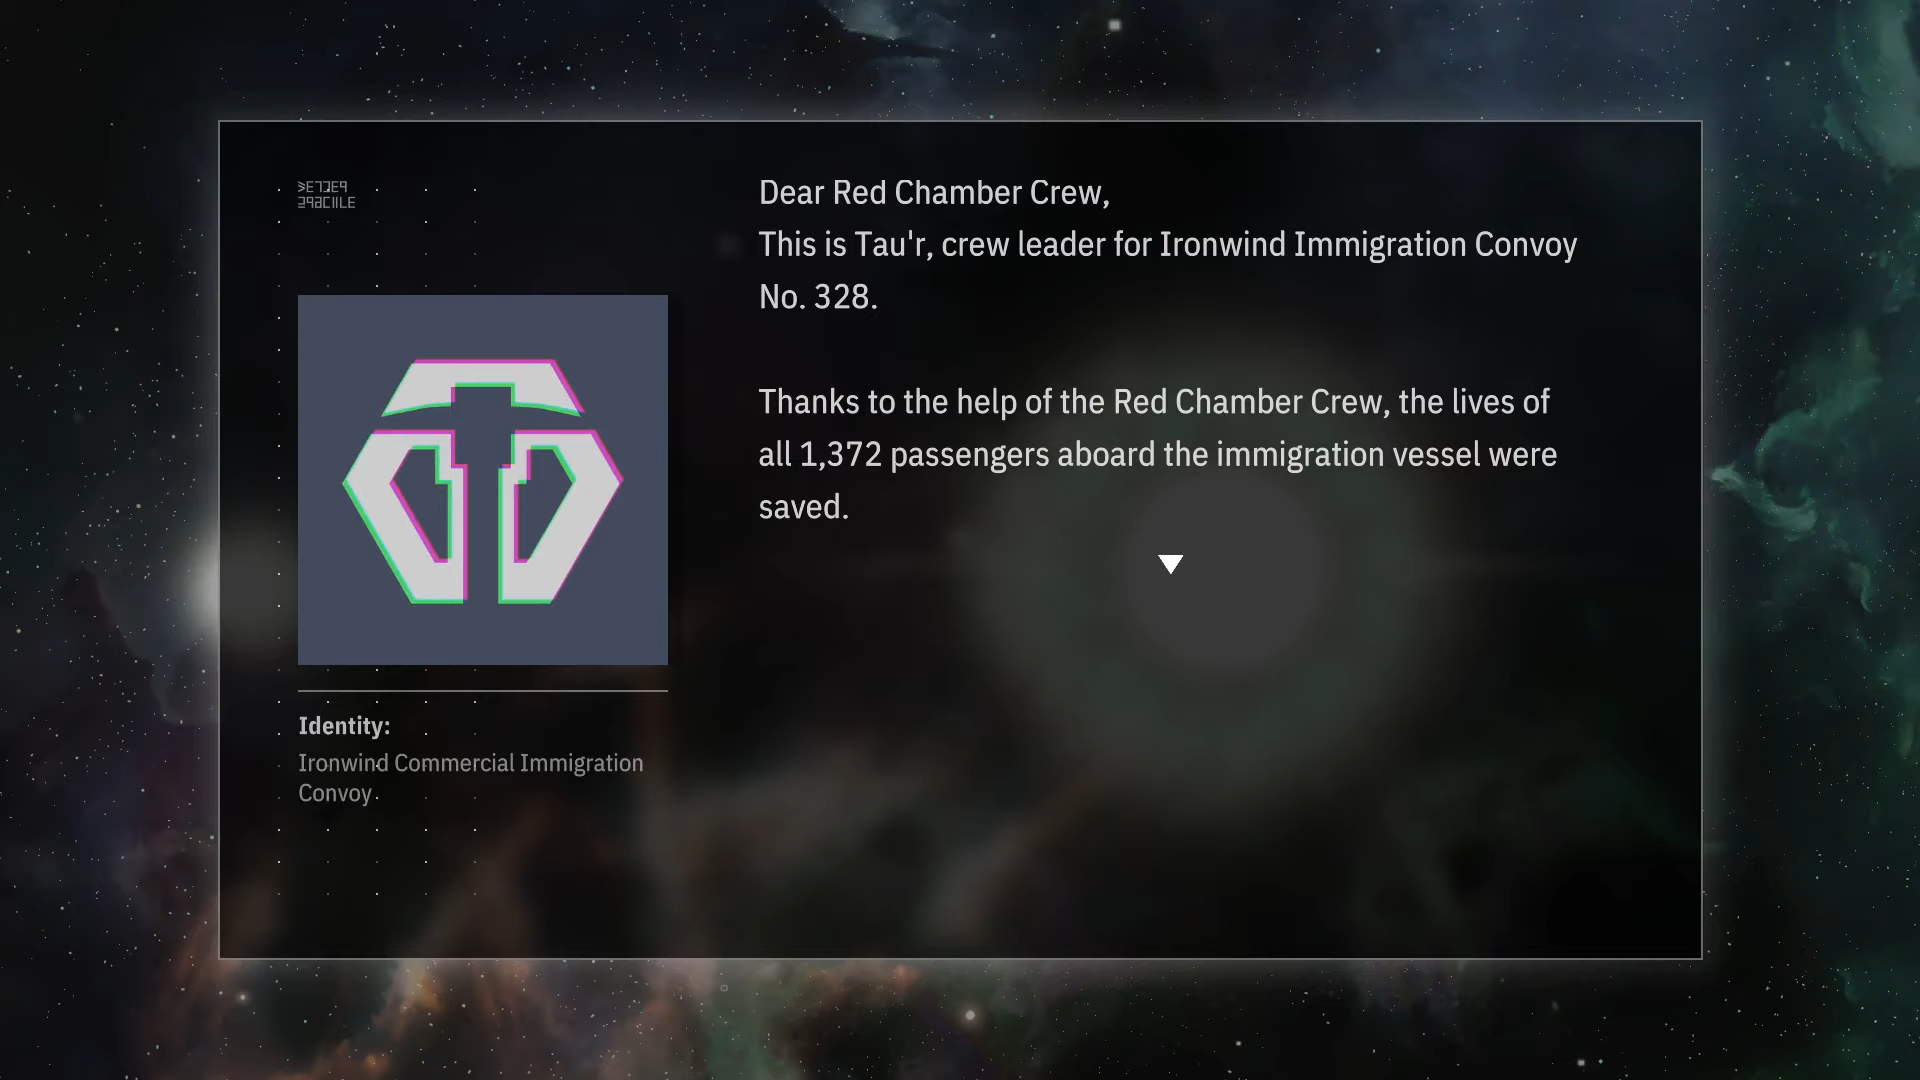 Dear Red Chamber Crew,
This is Tau'r, crew leader for Ironwind Immigration Convoy
No. 328.
Thanks to the help of the Red Chamber Crew, the lives of
all 1,372 passengers aboard the immigration vessel were
saved.
Identity:
Ironwind Commercial Immigration
Convoy